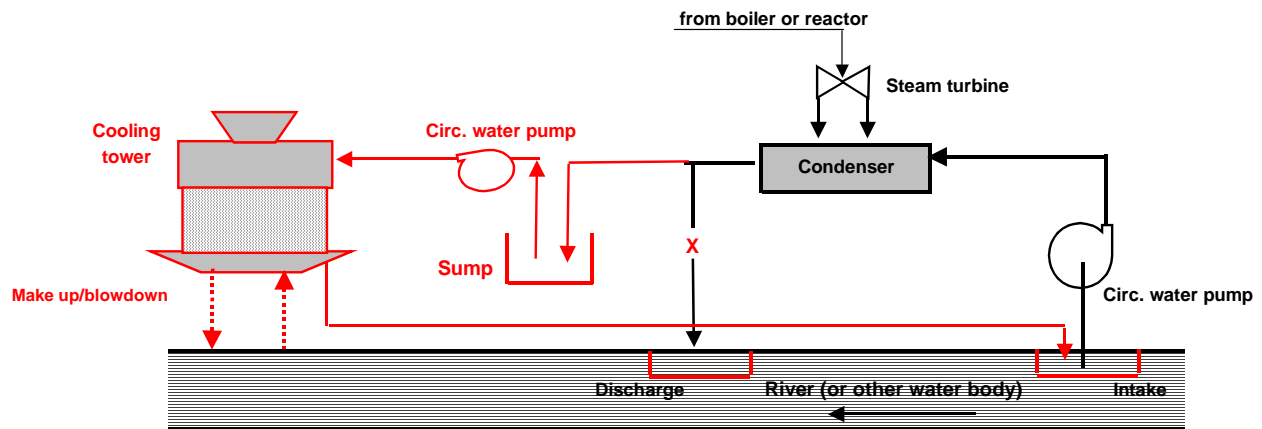 from boiler or reactor
Steam turbine
Cooling
tower
Circ. water pump
Condenser
X
Sump
Make up/blowdown
Circ. water pump
Discharge
River (or other water body)
Intake